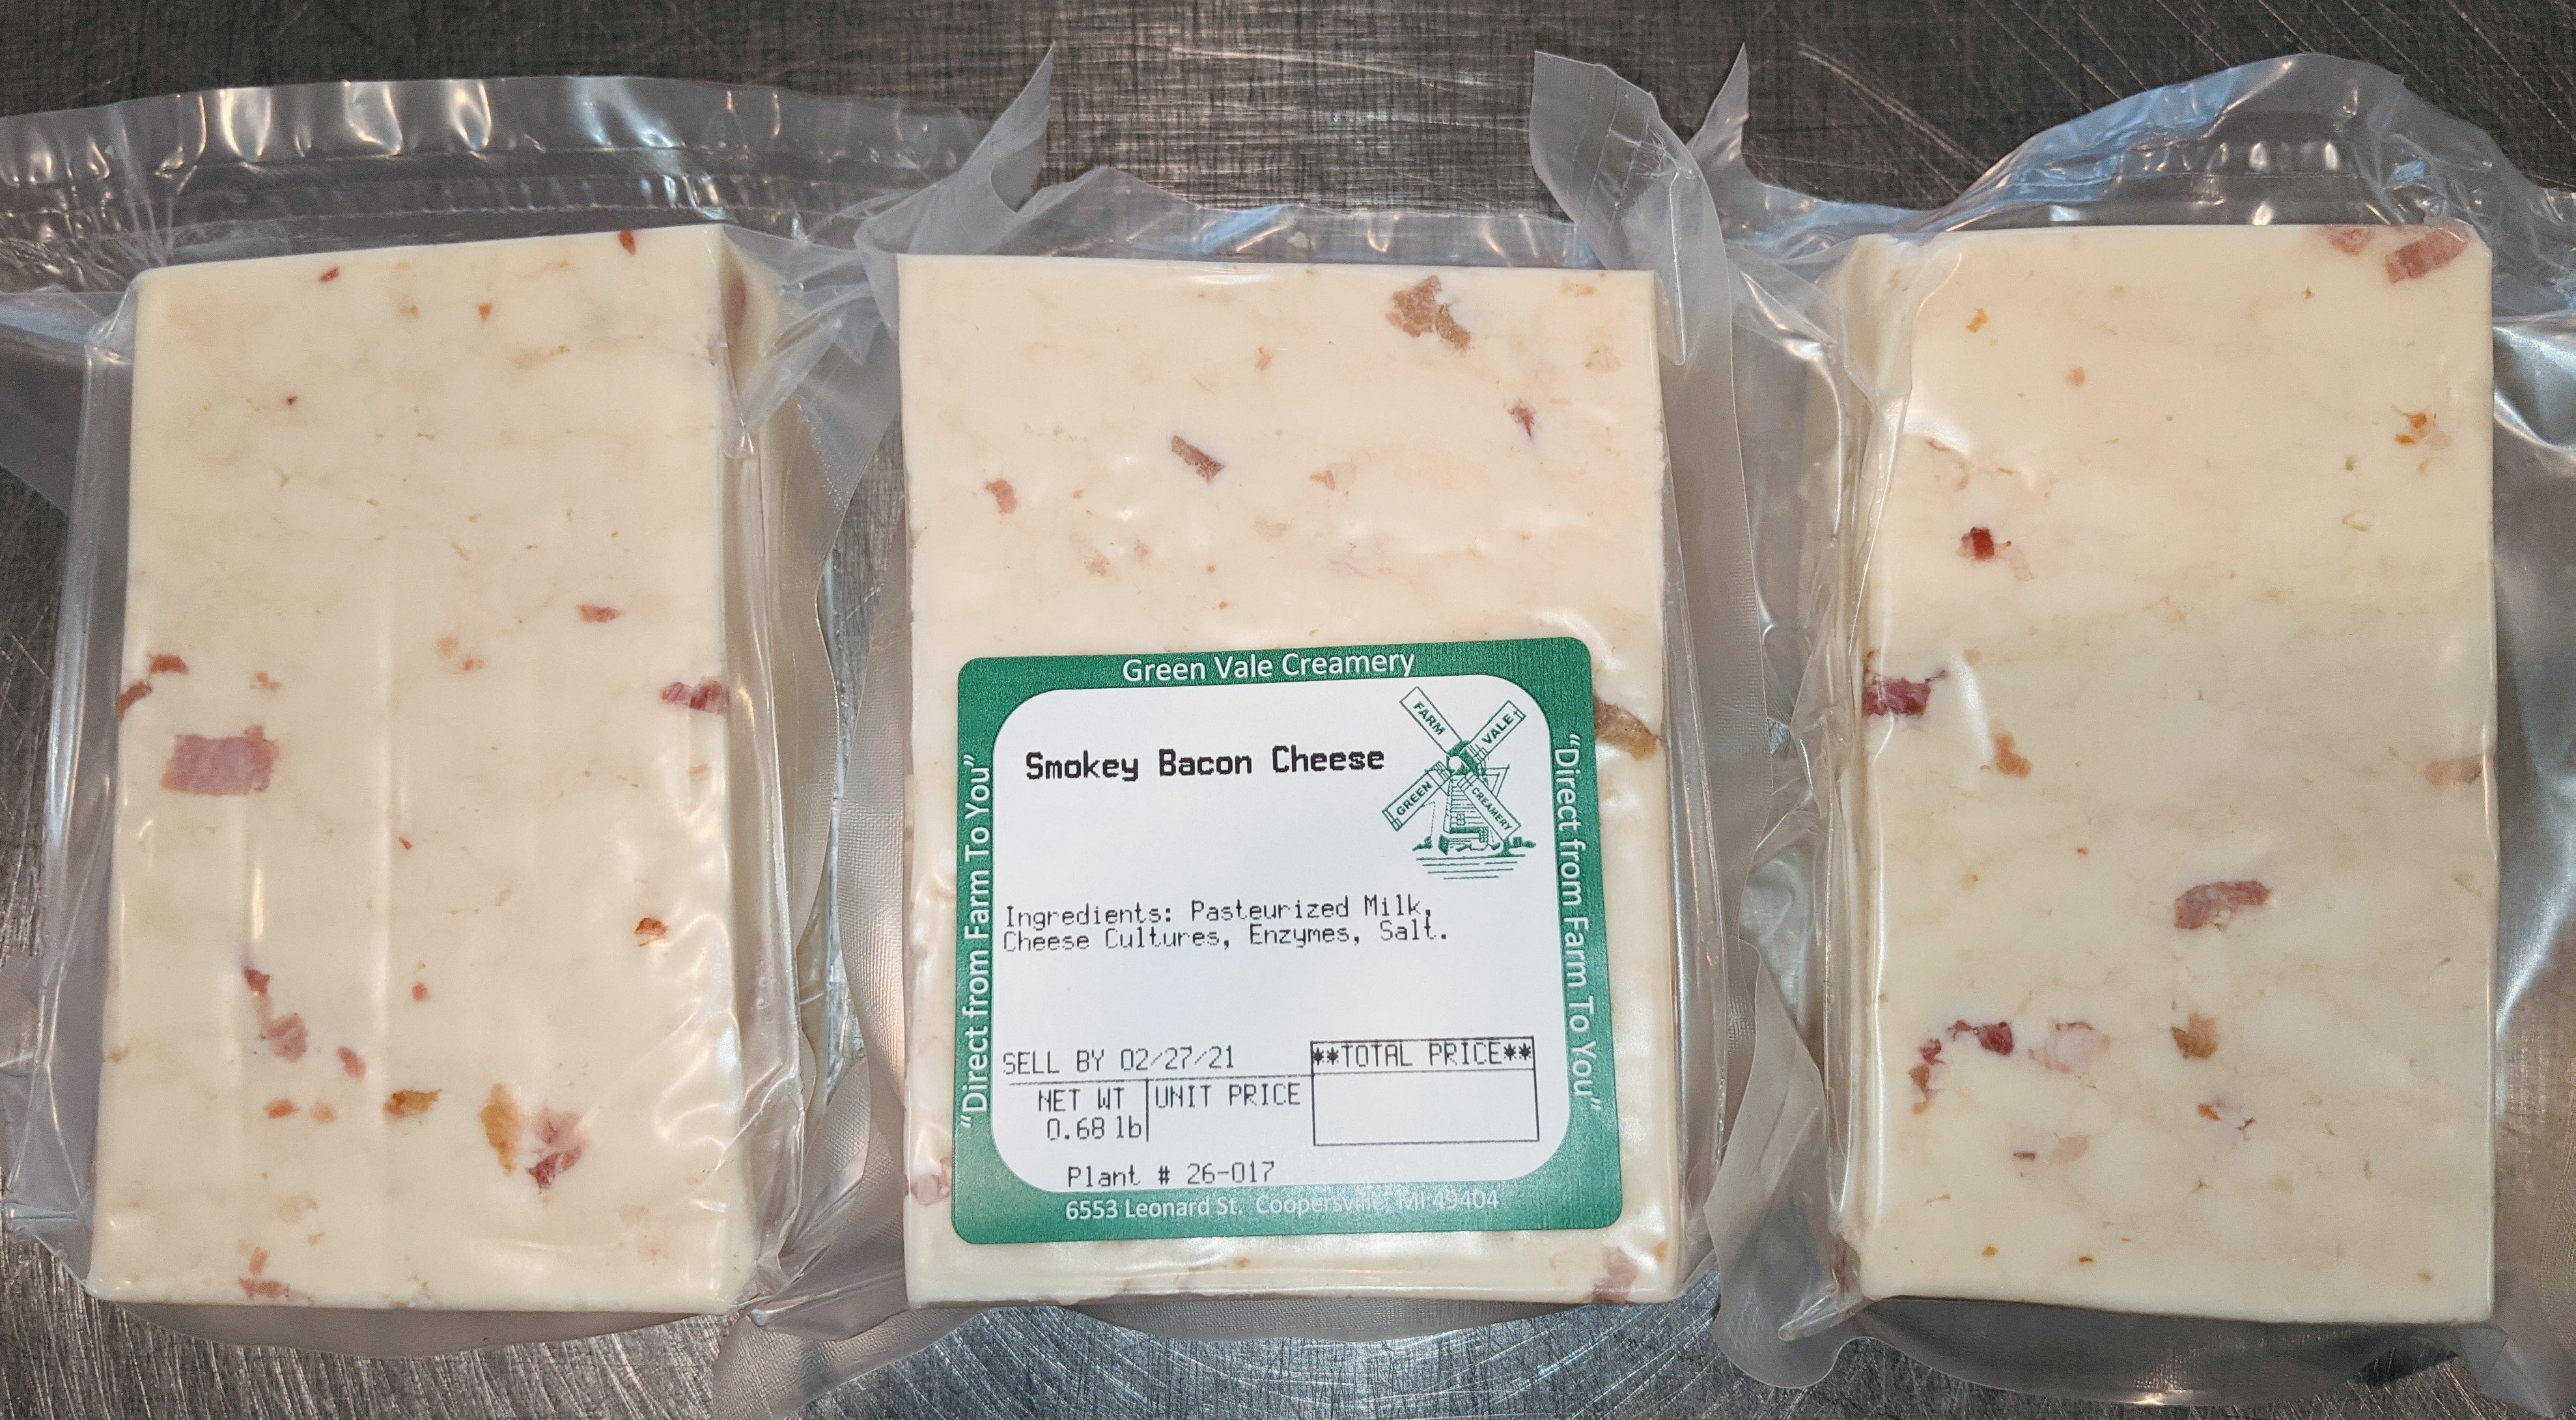 Green Vale Creamery
FARM
VALE
GREEN
CREAMERY
Smokey Bacon Cheese
"Direct from Farm To You"
"Direct from Farm To You"
Ingredients: Pasteurized Milk,
Cheese Cultures, Enzymes, Salt.
SELL BY 02/27/21
**TOTAL PRICE**
NET WT
UNIT PRICE
0.68 lb
Plant # 26-017
6553 Leonard St. Coopersville, MI 49404